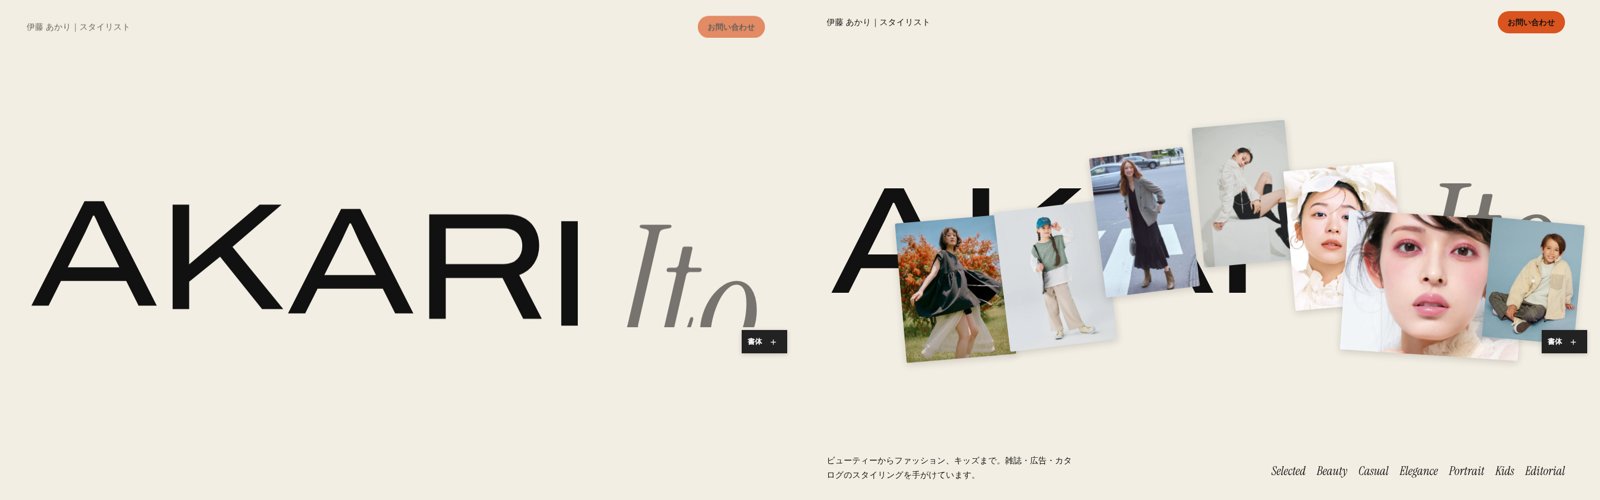 伊藤 あかり｜スタイリスト
お問い合わせ
AKARI Ito
書体 +
伊藤 あかり｜スタイリスト
お問い合わせ
AKARI Ito
書体 +
ビューティーからファッション、キッズまで。雑誌・広告・カタ
ログのスタイリングを手がけています。
Selected Beauty Casual Elegance Portrait Kids Editorial